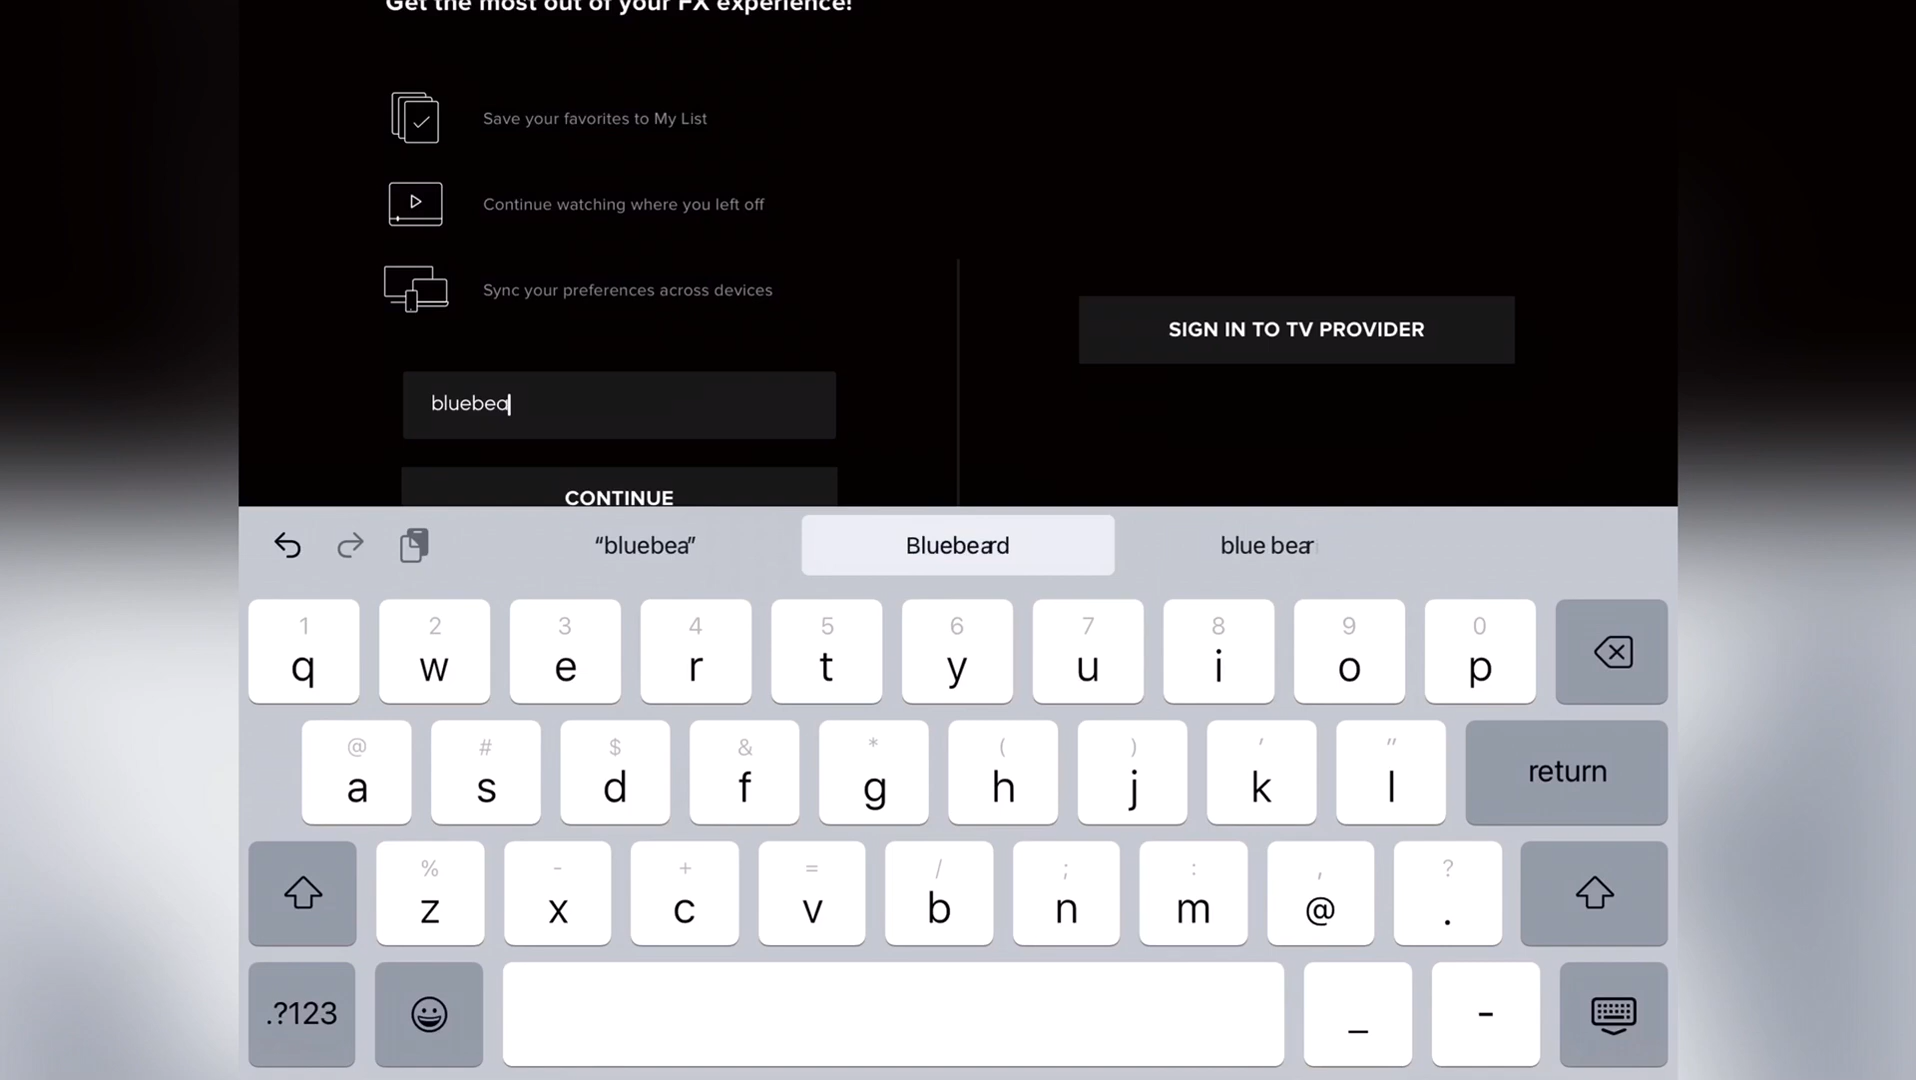 Get the most out of your FX experience!
Save your favorites to My List
Continue watching where you left off
Sync your preferences across devices
SIGN IN TO TV PROVIDER
bluebea
CONTINUE
“bluebea” Bluebeard blue bear
1 2 3 4 5 6 7 8 9 0
q w e r t y u i o p
@ # $ & * ( ) ' "
a s d f g h j k l return
% - + = / ; : , ?
z x c v b n m @ .
.?123 _ -